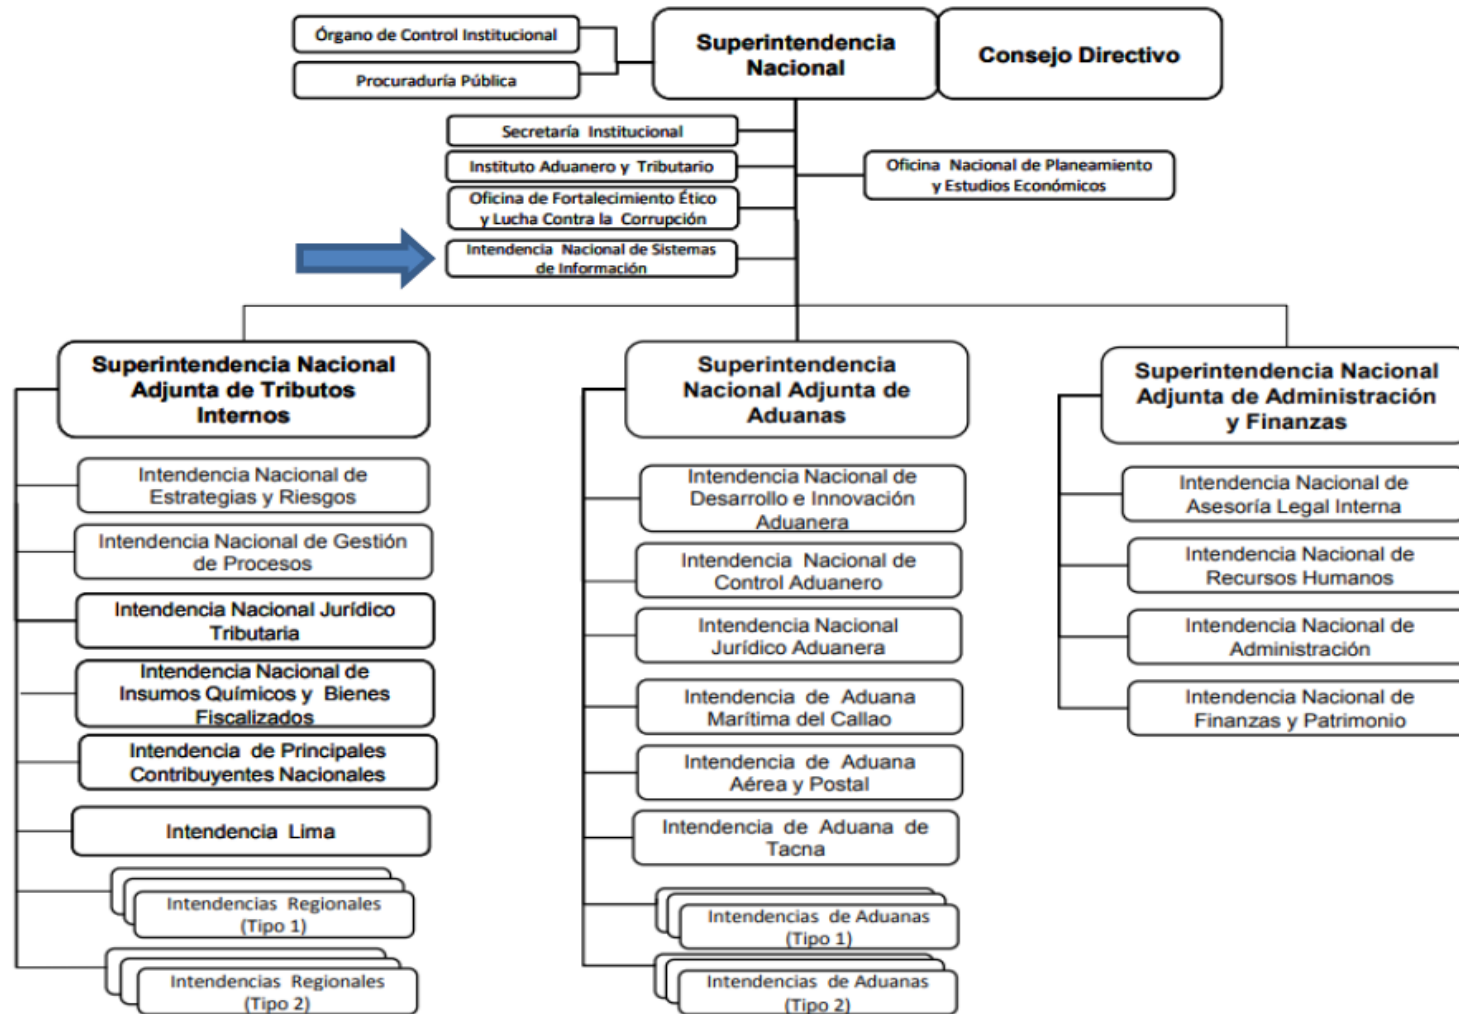 Órgano de Control Institucional
Procuraduría Pública
Superintendencia
Nacional
Consejo Directivo
Secretaría Institucional
Instituto Aduanero y Tributario
Oficina de Fortalecimiento Ético
y Lucha Contra la Corrupción
Intendencia Nacional de Sistemas
de Información
Oficina Nacional de Planeamiento
y Estudios Económicos
Superintendencia Nacional
Adjunta de Tributos
Internos
Intendencia Nacional de
Estrategias y Riesgos
Intendencia Nacional de Gestión
de Procesos
Intendencia Nacional Jurídico
Tributaria
Intendencia Nacional de
Insumos Químicos y Bienes
Fiscalizados
Intendencia de Principales
Contribuyentes Nacionales
Intendencia Lima
Intendencias Regionales
(Tipo 1)
Intendencias Regionales
(Tipo 2)
Superintendencia
Nacional Adjunta de
Aduanas
Intendencia Nacional de
Desarrollo e Innovación
Aduanera
Intendencia Nacional de
Control Aduanero
Intendencia Nacional
Jurídico Aduanera
Intendencia de Aduana
Marítima del Callao
Intendencia de Aduana
Aérea y Postal
Intendencia de Aduana de
Tacna
Intendencias de Aduanas
(Tipo 1)
Intendencias de Aduanas
(Tipo 2)
Superintendencia Nacional
Adjunta de Administración
y Finanzas
Intendencia Nacional de
Asesoría Legal Interna
Intendencia Nacional de
Recursos Humanos
Intendencia Nacional de
Administración
Intendencia Nacional de
Finanzas y Patrimonio